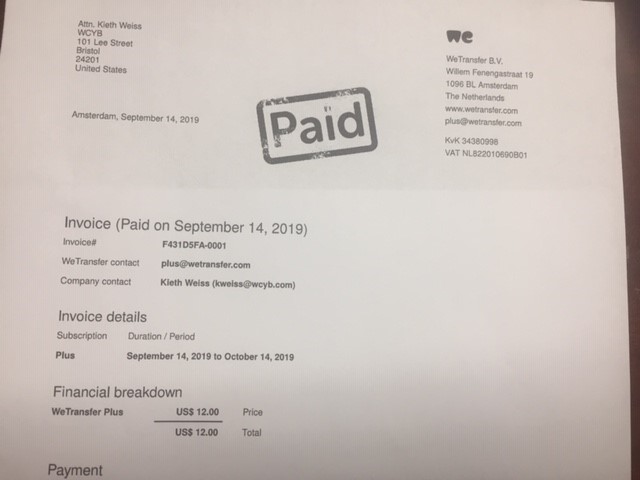 Attn. Kieth Weiss
WCYB
101 Lee Street
Bristol
24201
United States
we
WeTransfer B.V.
Willem Fenengastraat 19
1096 BL Amsterdam
The Netherlands
www.wetransfer.com
plus@wetransfer.com
KvK 34380998
VAT NL822010690B01
Amsterdam, September 14, 2019
Paid
Invoice (Paid on September 14, 2019)
Invoice# F431D5FA-0001
WeTransfer contact plus@wetransfer.com
Company contact Kieth Weiss (kweiss@wcyb.com)
Invoice details
Subscription Duration / Period
Plus September 14, 2019 to October 14, 2019
Financial breakdown
WeTransfer Plus US$ 12.00 Price
US$ 12.00 Total
Payment